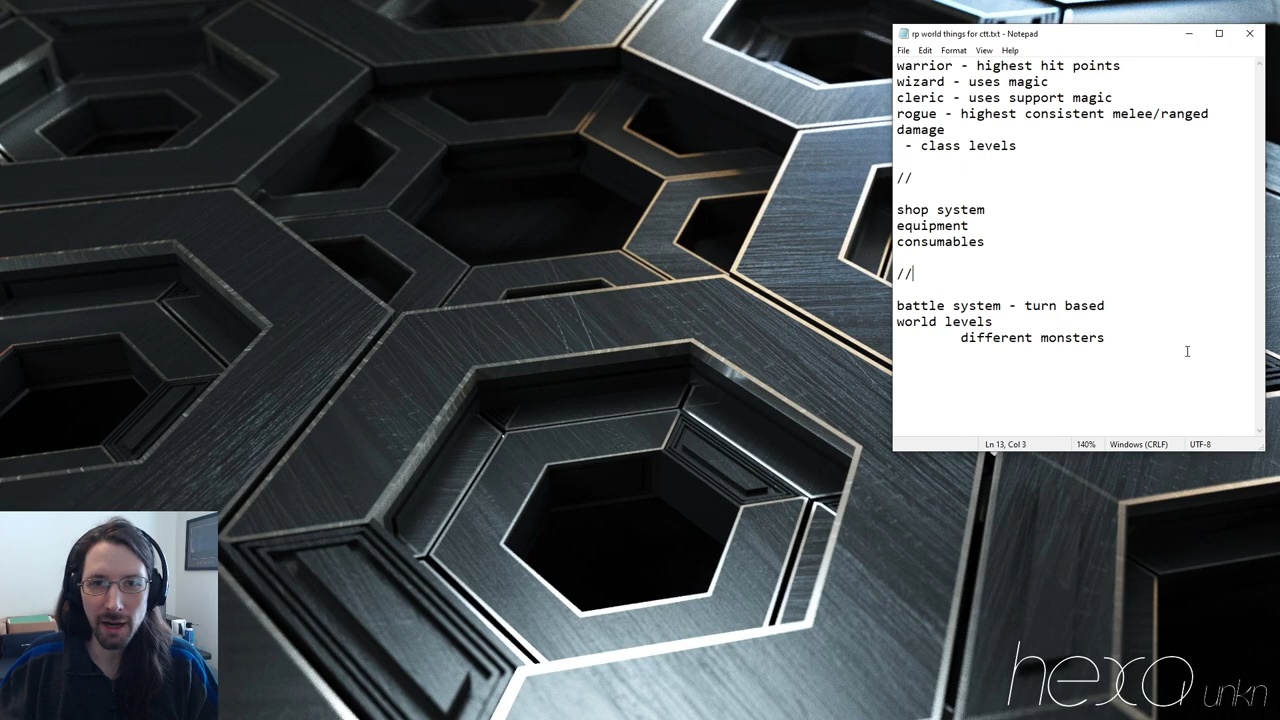 rp world things for ctt.txt - Notepad
File Edit Format View Help
warrior - highest hit points
wizard - uses magic
cleric - uses support magic
rogue - highest consistent melee/ranged
damage
- class levels
//
shop system
equipment
consumables
//
battle system - turn based
world levels
different monsters
Ln 13, Col 3 140% Windows (CRLF) UTF-8
hexa unkn